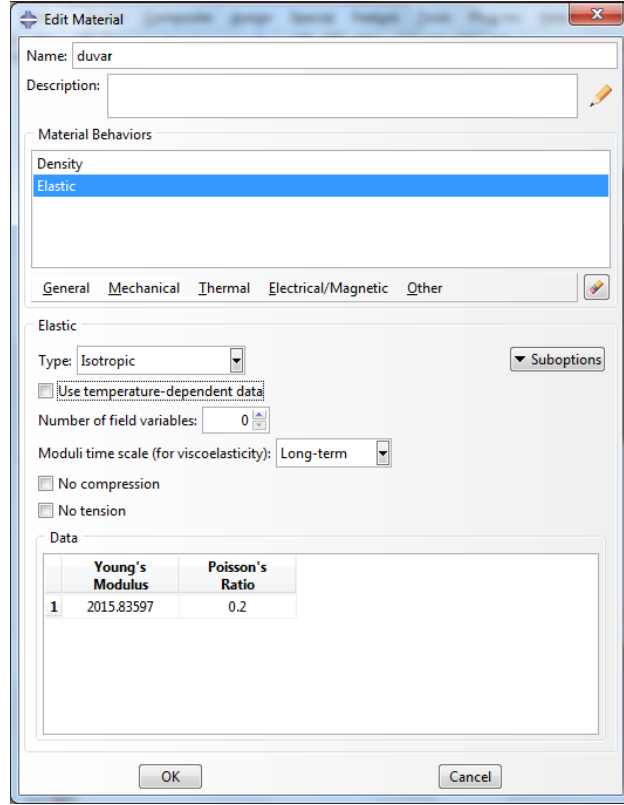 Edit Material
Name: duvar
Description:
Material Behaviors
Density
Elastic
General Mechanical Thermal Electrical/Magnetic Other
Elastic
Type: Isotropic
Suboptions
Use temperature-dependent data
Number of field variables: 0
Moduli time scale (for viscoelasticity): Long-term
No compression
No tension
Data
Young's Poisson's
Modulus Ratio
1 2015.83597 0.2
OK Cancel